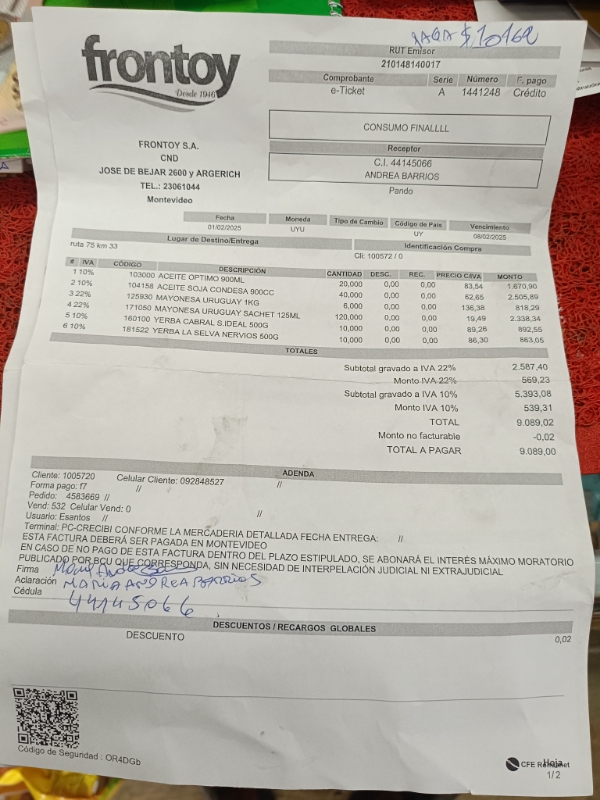 PAGA $10162
frontoy
Desde 1946
RUT Emisor
210148140017
Comprobante Serie Número F. pago
e-Ticket A 1441248 Crédito
CONSUMO FINALLLL
Receptor
C.I. 44145066
ANDREA BARRIOS
Pando
FRONTOY S.A.
CND
JOSE DE BEJAR 2600 y ARGERICH
TEL.: 23061044
Montevideo
Fecha Moneda Tipo de Cambio Código de País Vencimiento
01/02/2025 UYU UY 08/02/2025
Lugar de Destino/Entrega Identificación Compra
ruta 75 km 33 Cli: 100572 / 0
# IVA CÓDIGO DESCRIPCIÓN CANTIDAD DESC. REC. PRECIO C/IVA MONTO
1 10% 103000 ACEITE OPTIMO 900ML 20,000 0,00 0,00 83,54 1.670,90
2 10% 104158 ACEITE SOJA CONDESA 900CC 40,000 0,00 0,00 62,65 2.505,89
3 22% 125930 MAYONESA URUGUAY 1KG 6,000 0,00 0,00 136,38 818,29
4 22% 171050 MAYONESA URUGUAY SACHET 125ML 120,000 0,00 0,00 19,49 2.338,34
5 10% 160100 YERBA CABRAL S.IDEAL 500G 10,000 0,00 0,00 89,26 892,55
6 10% 181522 YERBA LA SELVA NERVIOS 500G 10,000 0,00 0,00 86,30 863,05
TOTALES
Subtotal gravado a IVA 22% 2.587,40
Monto IVA 22% 569,23
Subtotal gravado a IVA 10% 5.393,08
Monto IVA 10% 539,31
TOTAL 9.089,02
Monto no facturable -0,02
TOTAL A PAGAR 9.089,00
ADENDA
Cliente: 1005720 Celular Cliente: 092848527 //
Forma pago: f7 //
Pedido: 4583669 //
Vend: 532 Celular Vend: 0 //
Usuario: Esantos //
Terminal: PC-CRECIBI CONFORME LA MERCADERIA DETALLADA FECHA ENTREGA: //
ESTA FACTURA DEBERÁ SER PAGADA EN MONTEVIDEO
EN CASO DE NO PAGO DE ESTA FACTURA DENTRO DEL PLAZO ESTIPULADO, SE ABONARÁ EL INTERÉS MÁXIMO MORATORIO
PUBLICADO POR BCU QUE CORRESPONDA, SIN NECESIDAD DE INTERPELACIÓN JUDICIAL NI EXTRAJUDICIAL
Firma
Aclaración MARIA ANDREA BARRIOS
Cédula 44145066
DESCUENTOS / RECARGOS GLOBALES
DESCUENTO 0,02
Código de Seguridad : OR4DGb
CFE
Hoja
1/2